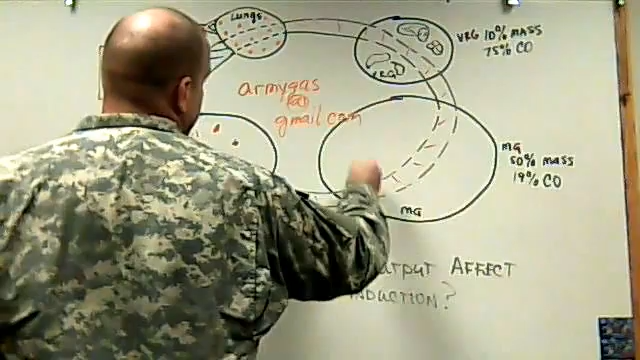 Lungs
VRG 10% MASS
75% CO
VRG
armygas
@
gmail com
MG
50% MASS
19% CO
MG
OUTPUT AFFECT
INDUCTION?